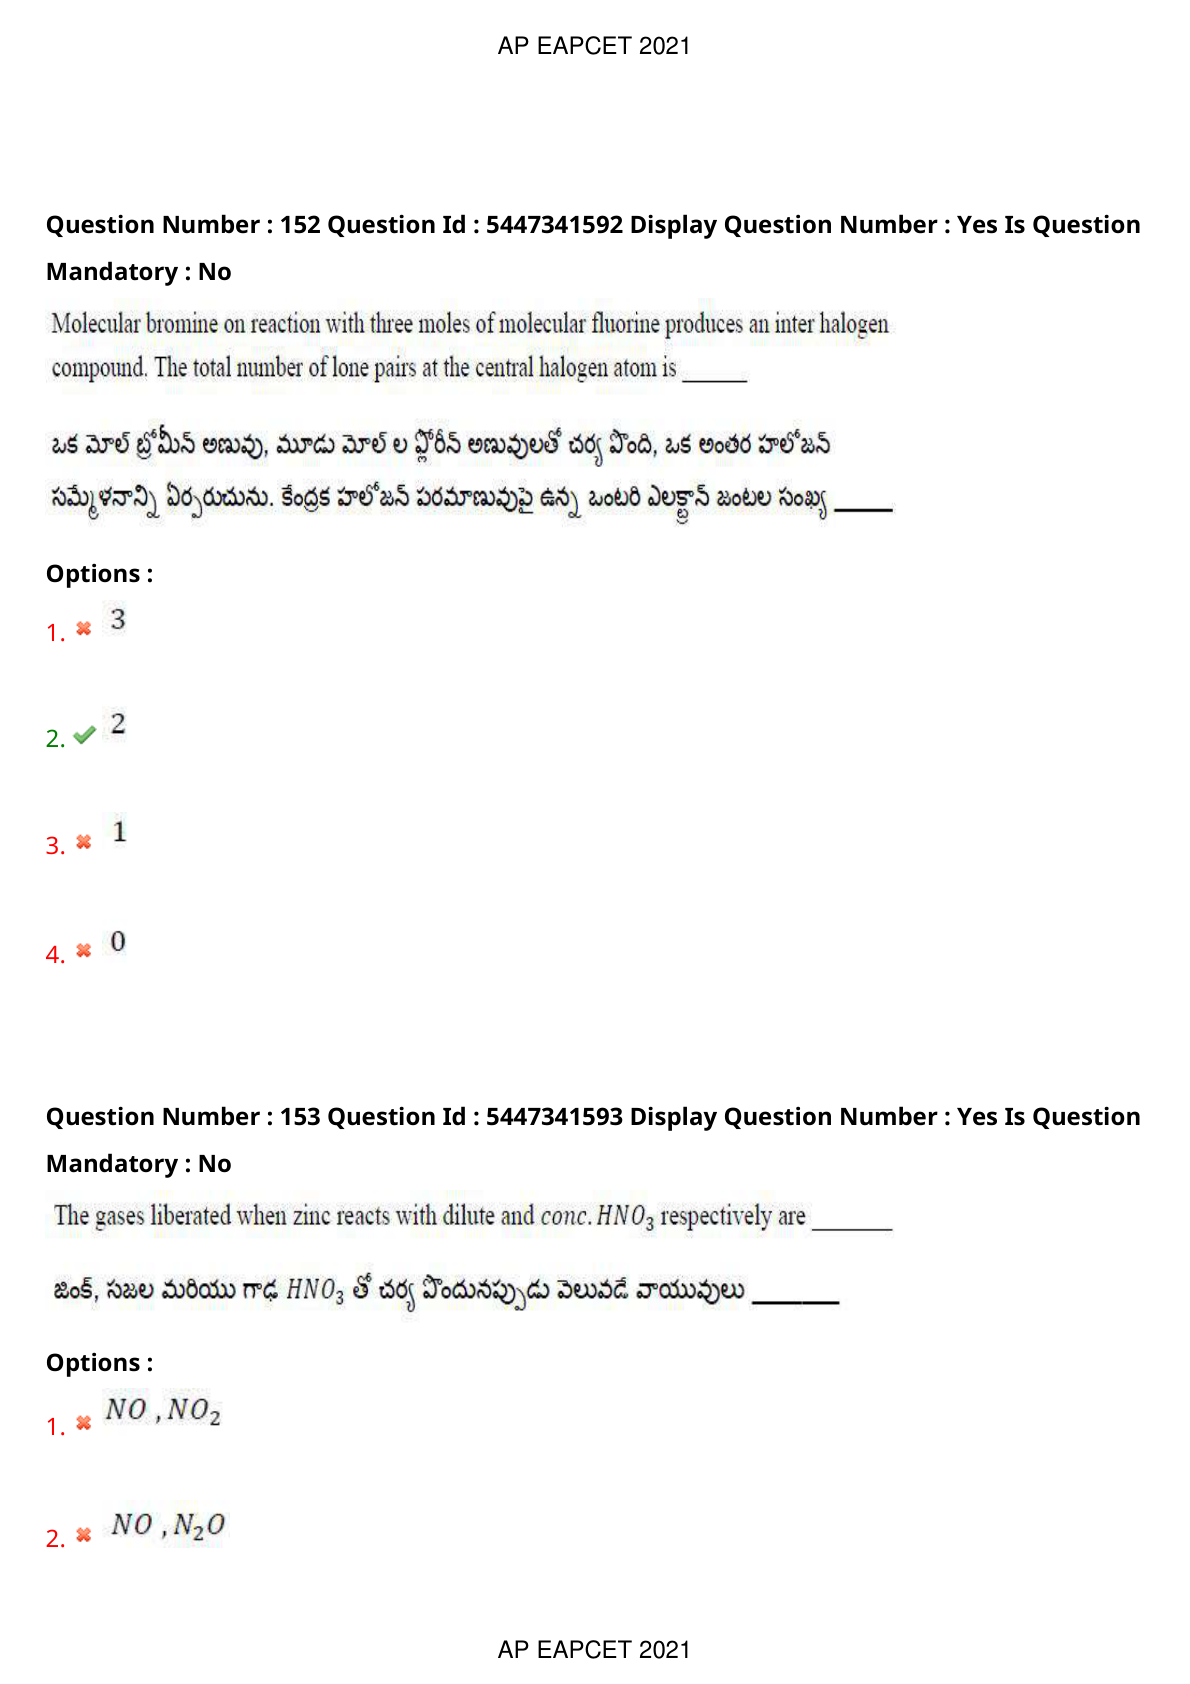 AP EAPCET 2021
Question Number : 152 Question Id : 5447341592 Display Question Number : Yes Is Question
Mandatory : No
Molecular bromine on reaction with three moles of molecular fluorine produces an inter halogen
compound. The total number of lone pairs at the central halogen atom is ______
ఒక మోల్ బ్రోమీన్ అణువు, మూడు మోల్ ల ఫ్లోరీన్ అణువులతో చర్య పొంది, ఒక అంతర హలోజన్
సమ్మేళనాన్ని ఏర్పరుచును. కేంద్రక హలోజన్ పరమాణువుపై ఉన్న ఒంటరి ఎలక్ట్రాన్ జంటల సంఖ్య _____
Options :
1. 3
2. 2
3. 1
4. 0
Question Number : 153 Question Id : 5447341593 Display Question Number : Yes Is Question
Mandatory : No
The gases liberated when zinc reacts with dilute and conc. HNO₃ respectively are _______
జింక్, సజల మరియు గాఢ HNO₃ తో చర్య పొందునప్పుడు వెలువడే వాయువులు _______
Options :
1. NO , NO₂
2. NO , N₂O
AP EAPCET 2021